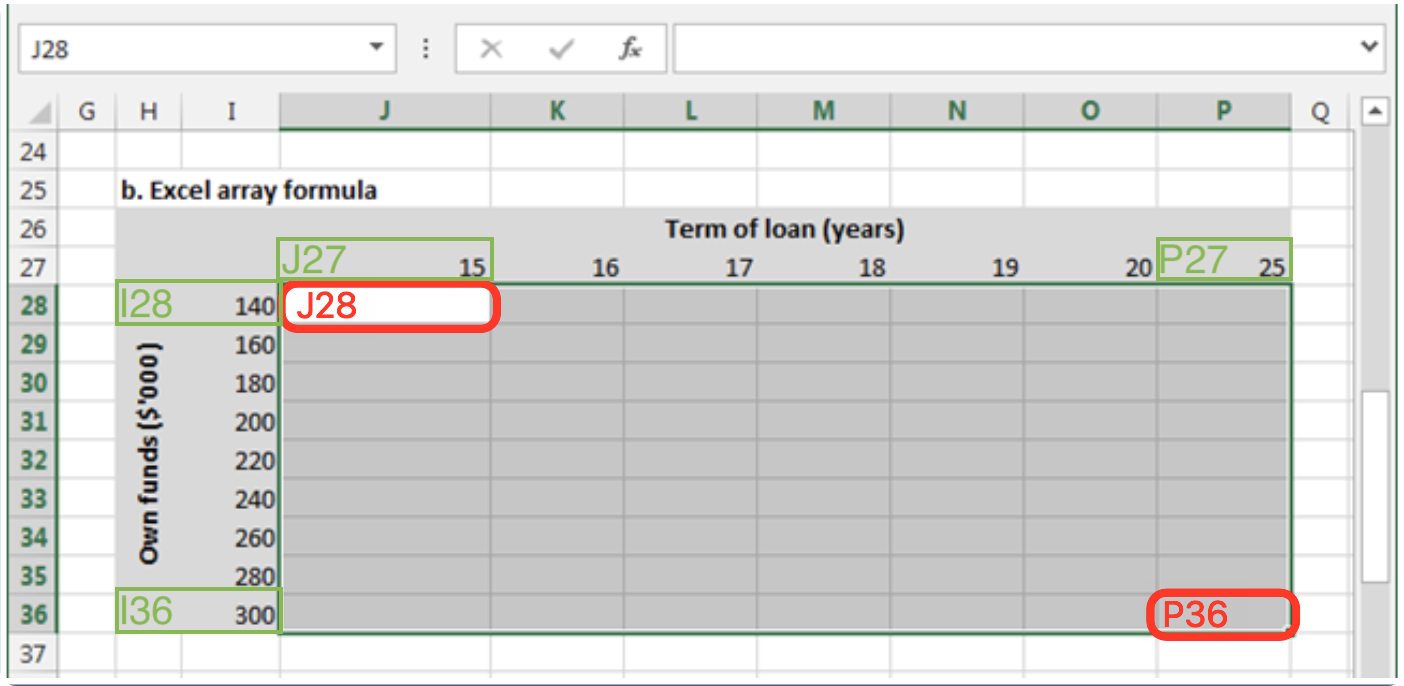 J28 fx
G H I J K L M N O P Q
24
25 b. Excel array formula
26 Term of loan (years)
27 J27 15 16 17 18 19 20 P27 25
28 I28 140 J28
29 160
30 180
31 200
32 220
33 240
34 260
35 280
36 I36 300 P36
37
Own funds ($'000)